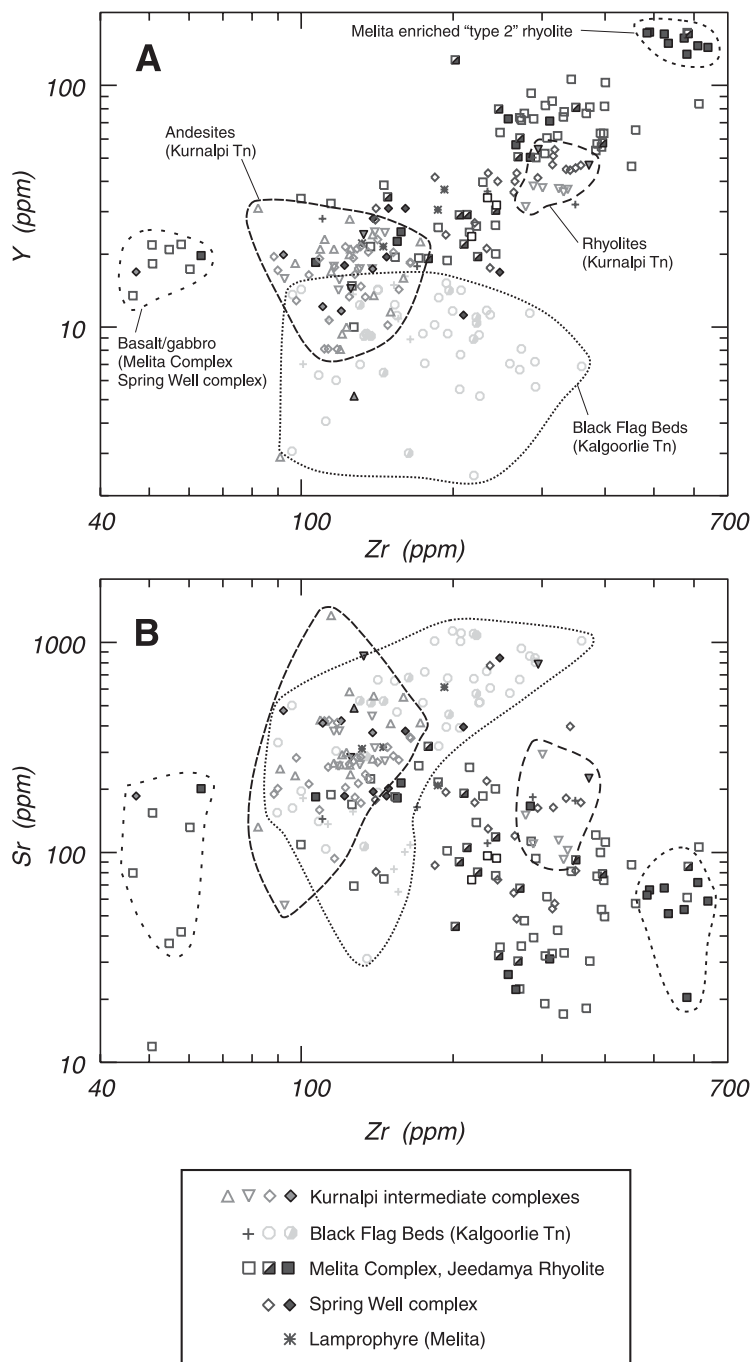 A
Melita enriched “type 2” rhyolite
Andesites
(Kurnalpi Tn)
Rhyolites
(Kurnalpi Tn)
Basalt/gabbro
(Melita Complex
Spring Well complex)
Black Flag Beds
(Kalgoorlie Tn)
Y (ppm)
100
10
40
100
200
700
Zr (ppm)
B
Sr (ppm)
1000
100
10
40
100
200
700
Zr (ppm)
Kurnalpi intermediate complexes
Black Flag Beds (Kalgoorlie Tn)
Melita Complex, Jeedamya Rhyolite
Spring Well complex
Lamprophyre (Melita)